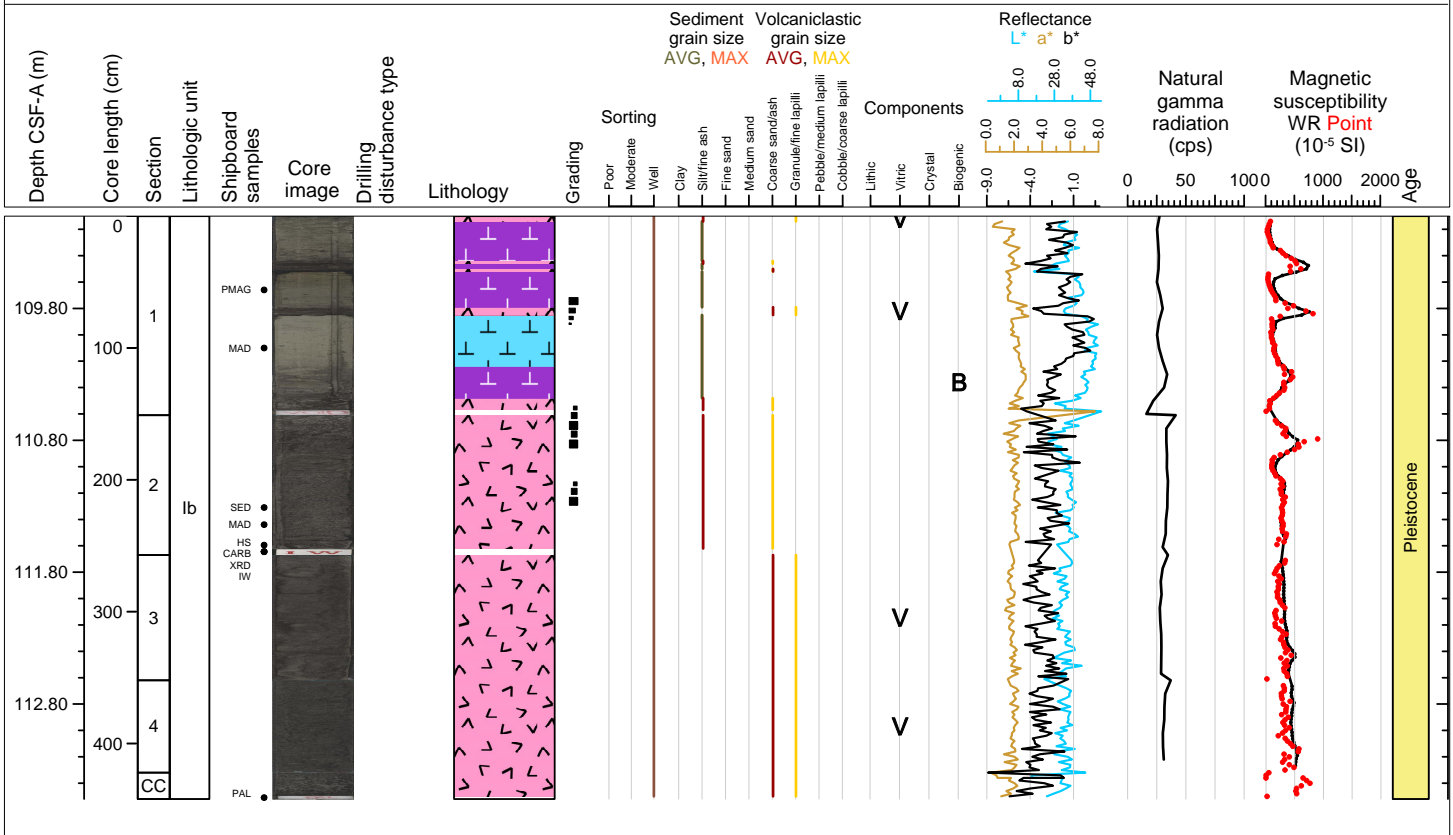 Depth CSF-A (m)
Core length (cm)
Section
Lithologic unit
Shipboard
samples
Core
image
Drilling
disturbance type
Lithology
Grading
Sorting
Poor
Moderate
Well
Sediment
grain size
AVG, MAX
Clay
Silt/fine ash
Fine sand
Medium sand
Volcaniclastic
grain size
AVG, MAX
Coarse sand/ash
Granule/fine lapilli
Pebble/medium lapilli
Cobble/coarse lapilli
Components
Lithic
Vitric
Crystal
Biogenic
Reflectance
L* a* b*
8.0 28.0 48.0
0.0 2.0 4.0 6.0 8.0
-9.0 -4.0 1.0
Natural
gamma
radiation
(cps)
0 50 100
Magnetic
susceptibility
WR Point
(10-5 SI)
0 1000 2000
Age
0
100
200
300
400
109.80
110.80
111.80
112.80
1
2
3
4
CC
Ib
PMAG
MAD
SED
MAD
HS
CARB
XRD
IW
PAL
I W
V
V
V
V
B
Pleistocene